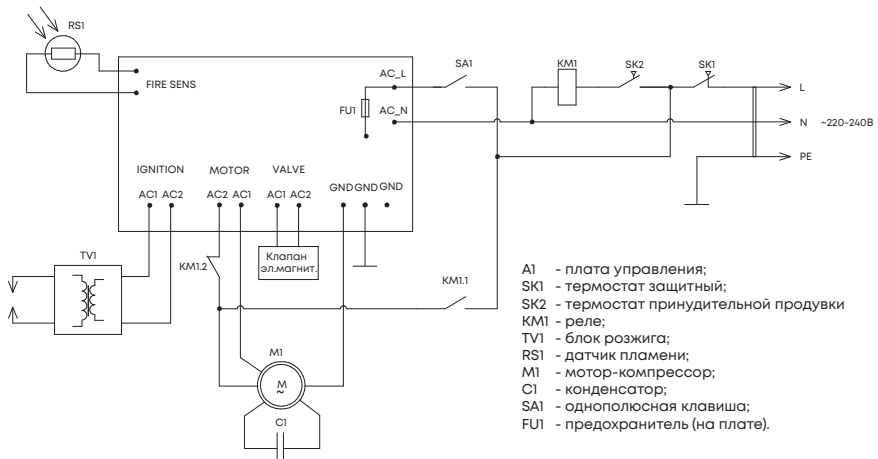 RS1
FIRE SENS
AC_L
SA1
KM1
SK2
SK1
L
FU1
AC_N
N ~220-240В
PE
IGNITION MOTOR VALVE
AC1 AC2 AC2 AC1 AC1 AC2 GND GND GND
TV1
KM1.2
Клапан
эл.магнит.
KM1.1
M1
M
~
C1
A1 - плата управления;
SK1 - термостат защитный;
SK2 - термостат принудительной продувки
KM1 - реле;
TV1 - блок розжига;
RS1 - датчик пламени;
M1 - мотор-компрессор;
C1 - конденсатор;
SA1 - однополюсная клавиша;
FU1 - предохранитель (на плате).